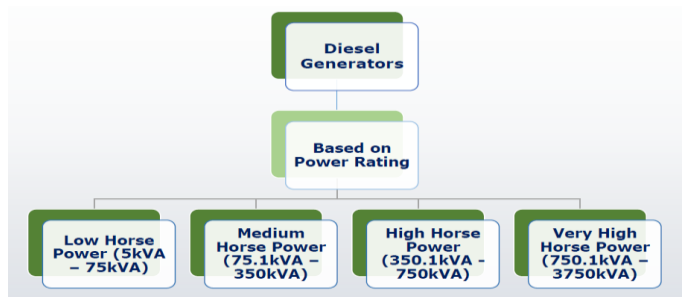 Diesel
Generators
Based on
Power Rating
Low Horse
Power (5kVA
– 75kVA)
Medium
Horse Power
(75.1kVA –
350kVA)
High Horse
Power
(350.1kVA -
750kVA)
Very High
Horse Power
(750.1kVA –
3750kVA)